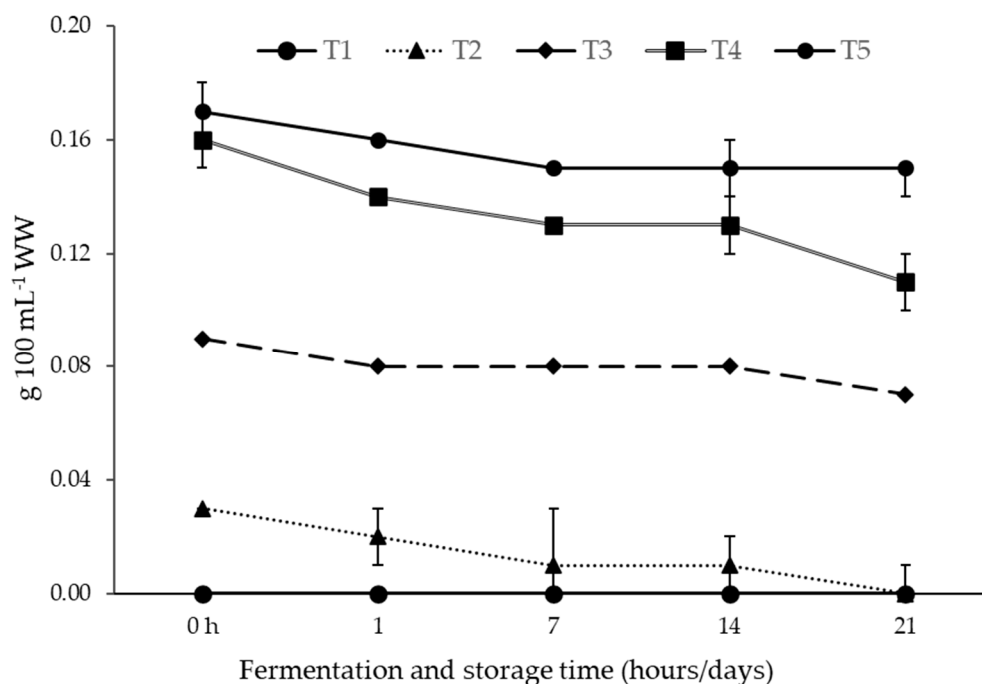 0.20
T1 T2 T3 T4 T5
0.16
0.12
0.08
0.04
0.00
g 100 mL⁻¹ WW
0 h 1 7 14 21
Fermentation and storage time (hours/days)